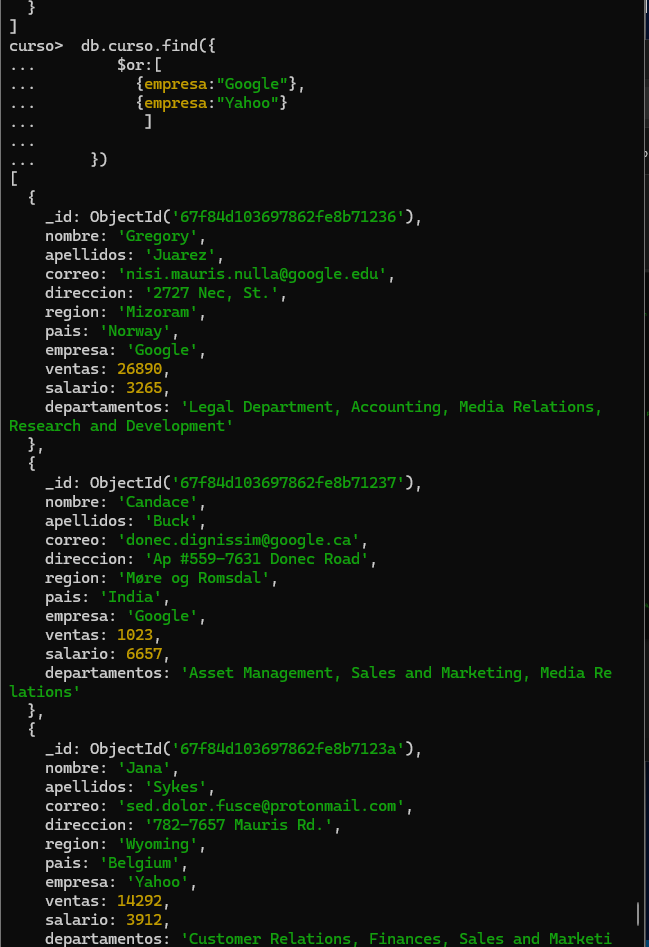 }
]
curso>  db.curso.find({
...         $or:[
...           {empresa:"Google"},
...           {empresa:"Yahoo"}
...            ]
...
...      })
[
  {
    _id: ObjectId('67f84d103697862fe8b71236'),
    nombre: 'Gregory',
    apellidos: 'Juarez',
    correo: 'nisi.mauris.nulla@google.edu',
    direccion: '2727 Nec, St.',
    region: 'Mizoram',
    pais: 'Norway',
    empresa: 'Google',
    ventas: 26890,
    salario: 3265,
    departamentos: 'Legal Department, Accounting, Media Relations,
Research and Development'
  },
  {
    _id: ObjectId('67f84d103697862fe8b71237'),
    nombre: 'Candace',
    apellidos: 'Buck',
    correo: 'donec.dignissim@google.ca',
    direccion: 'Ap #559-7631 Donec Road',
    region: 'Møre og Romsdal',
    pais: 'India',
    empresa: 'Google',
    ventas: 1023,
    salario: 6657,
    departamentos: 'Asset Management, Sales and Marketing, Media Re
lations'
  },
  {
    _id: ObjectId('67f84d103697862fe8b7123a'),
    nombre: 'Jana',
    apellidos: 'Sykes',
    correo: 'sed.dolor.fusce@protonmail.com',
    direccion: '782-7657 Mauris Rd.',
    region: 'Wyoming',
    pais: 'Belgium',
    empresa: 'Yahoo',
    ventas: 14292,
    salario: 3912,
    departamentos: 'Customer Relations, Finances, Sales and Marketi